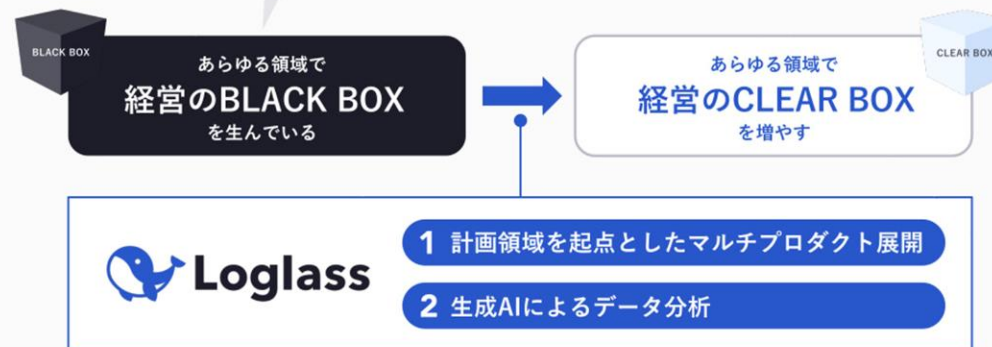 BLACK BOX
あらゆる領域で
経営のBLACK BOX
を生んでいる
CLEAR BOX
あらゆる領域で
経営のCLEAR BOX
を増やす
Loglass
1 計画領域を起点としたマルチプロダクト展開
2 生成AIによるデータ分析